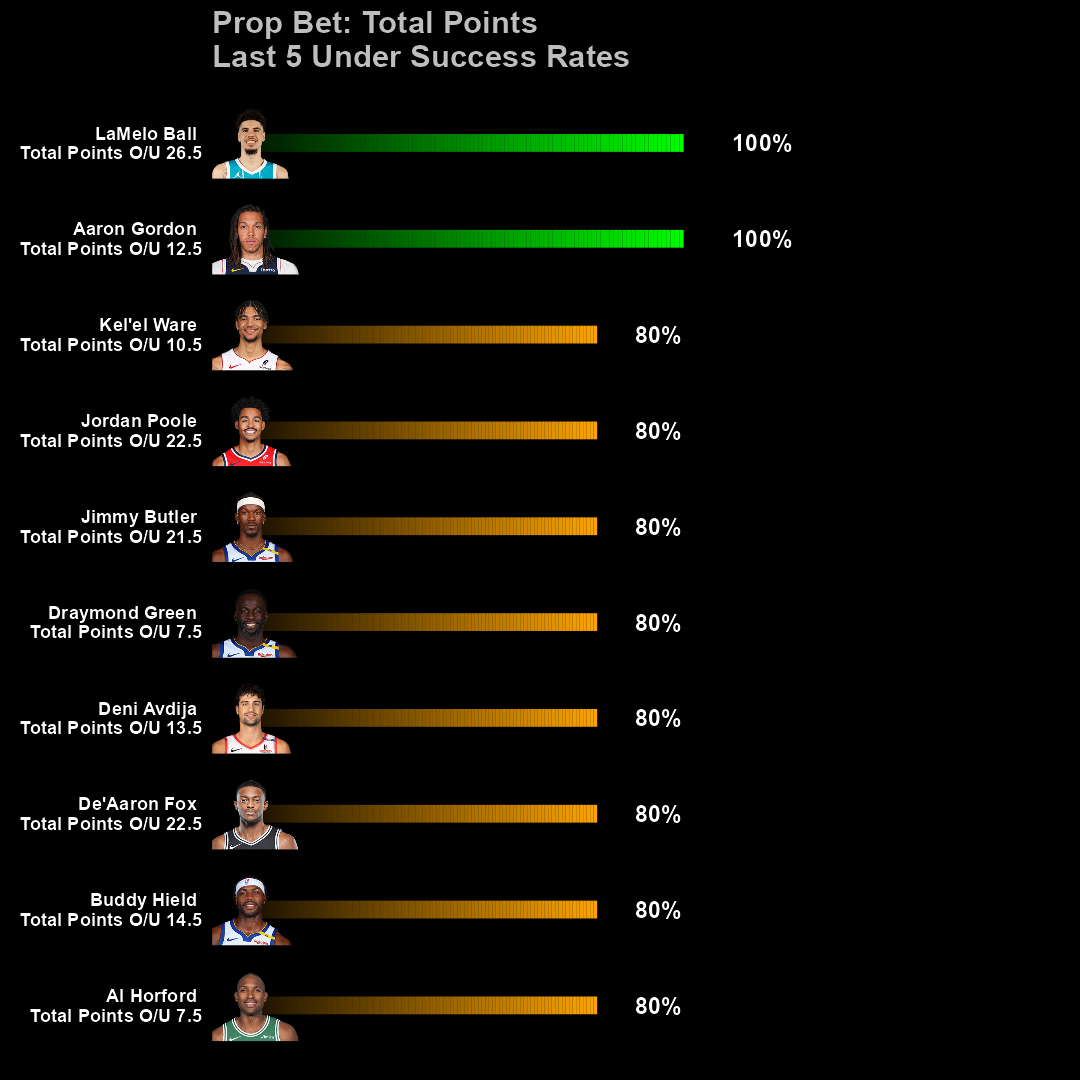 Prop Bet: Total Points
Last 5 Under Success Rates
LaMelo Ball
Total Points O/U 26.5
100%
Aaron Gordon
Total Points O/U 12.5
100%
Kel'el Ware
Total Points O/U 10.5
80%
Jordan Poole
Total Points O/U 22.5
80%
Jimmy Butler
Total Points O/U 21.5
80%
Draymond Green
Total Points O/U 7.5
80%
Deni Avdija
Total Points O/U 13.5
80%
De'Aaron Fox
Total Points O/U 22.5
80%
Buddy Hield
Total Points O/U 14.5
80%
Al Horford
Total Points O/U 7.5
80%